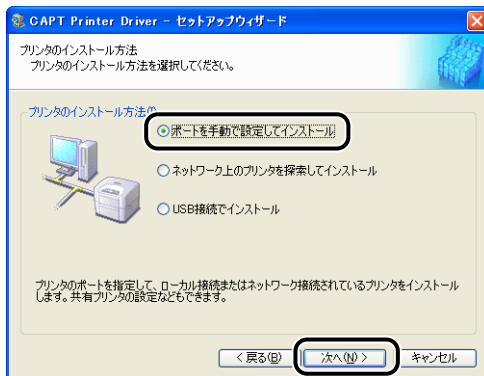 CAPT Printer Driver - セットアップウィザード
プリンタのインストール方法
プリンタのインストール方法を選択してください。
プリンタのインストール方法(I)
ポートを手動で設定してインストール
ネットワーク上のプリンタを探索してインストール
USB接続でインストール
プリンタのポートを指定して、ローカル接続またはネットワーク接続されているプリンタをインストール
します。共有プリンタの設定などもできます。
< 戻る(B)
次へ(N) >
キャンセル